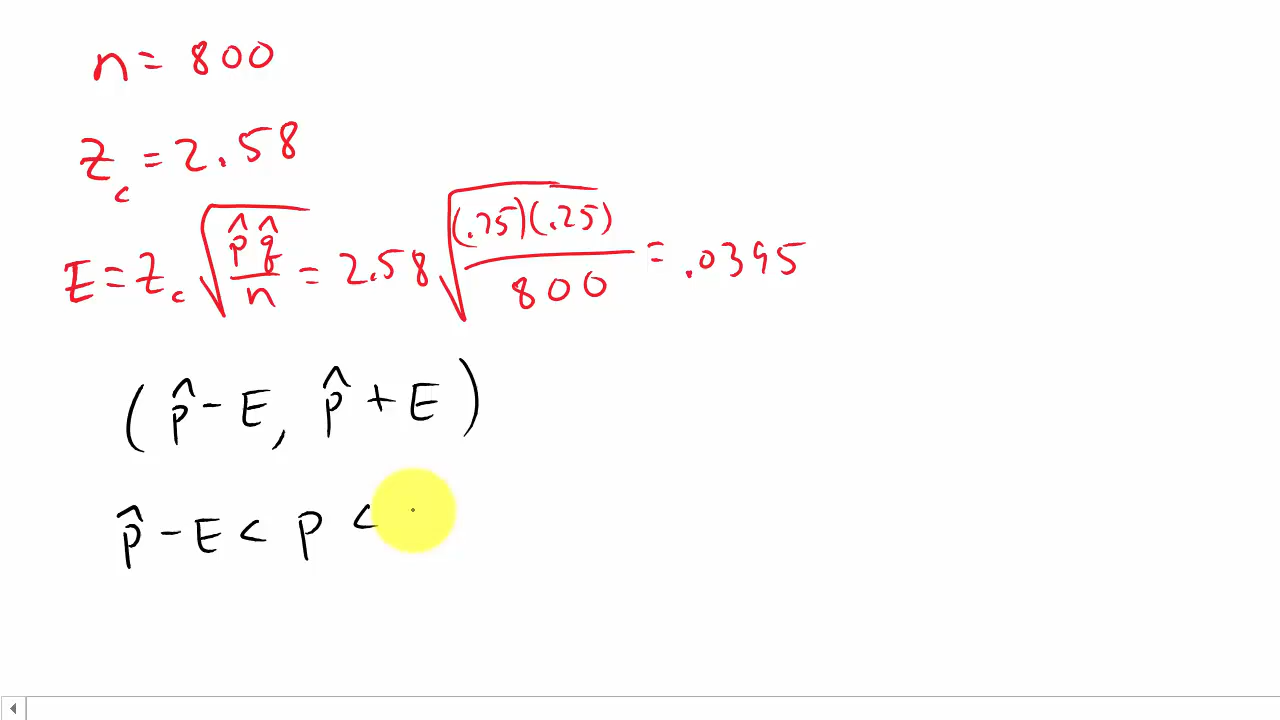 n = 800
z_c = 2.58
E = z_c √(p̂ q̂ / n) = 2.58 √((.75)(.25) / 800) = .0395
(p̂ - E, p̂ + E)
p̂ - E < p <